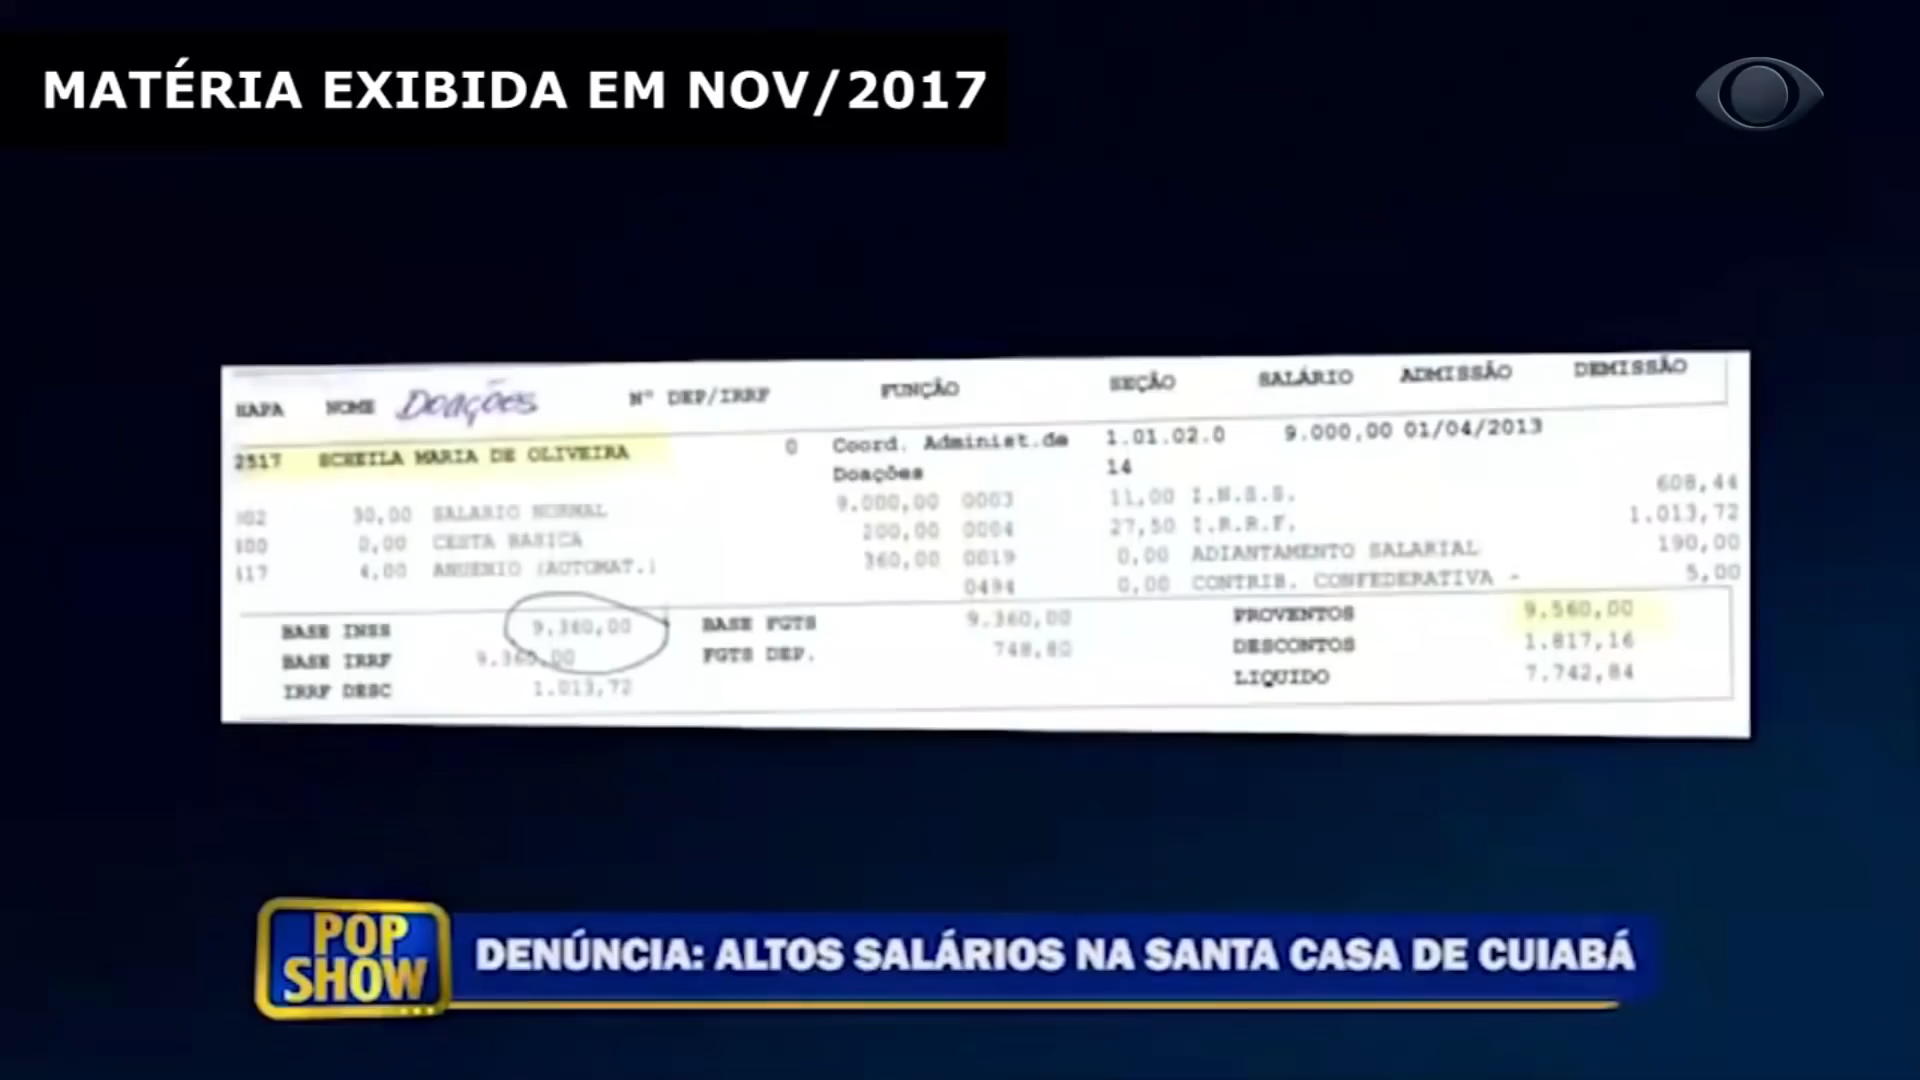 MATÉRIA EXIBIDA EM NOV/2017
HAPA NOME Doações Nº DEP/IRRF FUNÇÃO SEÇÃO SALÁRIO ADMISSÃO DEMISSÃO
2517 SCHEILA MARIA DE OLIVEIRA 0 Coord. Administ.de 1.01.02.0 9.000,00 01/04/2013
Doações 14
002 30,00 SALARIO NORMAL 9.000,00 0003 11,00 I.N.S.S. 608,44
800 0,00 CESTA BASICA 200,00 0004 27,50 I.R.R.F. 1.013,72
817 4,00 ANUENIO (AUTOMAT.) 360,00 0019 0,00 ADIANTAMENTO SALARIAL 190,00
0494 0,00 CONTRIB. CONFEDERATIVA - 5,00
BASE INSS 9.360,00 BASE FGTS 9.360,00 PROVENTOS 9.560,00
BASE IRRF 9.360,00 FGTS DEP. 748,80 DESCONTOS 1.817,16
IRRF DESC 1.013,72 LIQUIDO 7.742,84
POP SHOW
DENÚNCIA: ALTOS SALÁRIOS NA SANTA CASA DE CUIABÁ